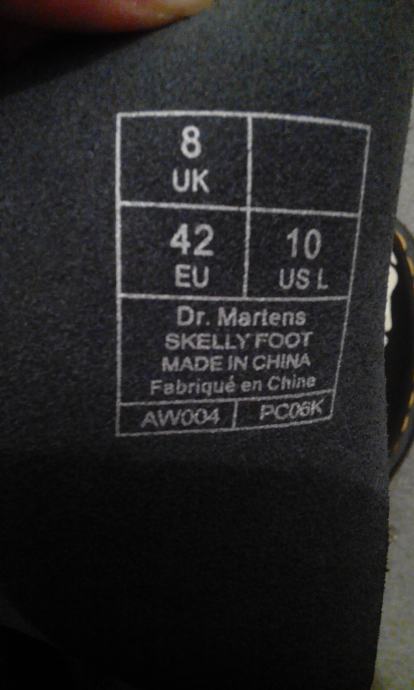 8
UK
42
EU
10
US L
Dr. Martens
SKELLY FOOT
MADE IN CHINA
Fabriqué en Chine
AW004
PC06K